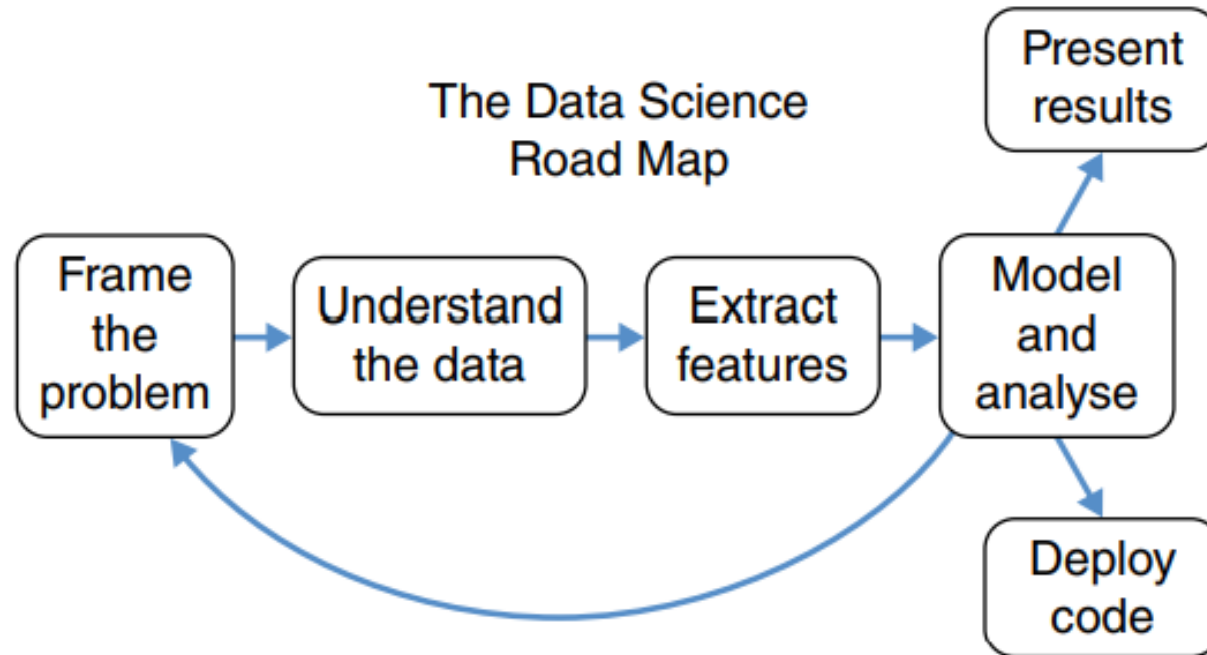 The Data Science
Road Map
Frame
the
problem
Understand
the data
Extract
features
Model
and
analyse
Present
results
Deploy
code